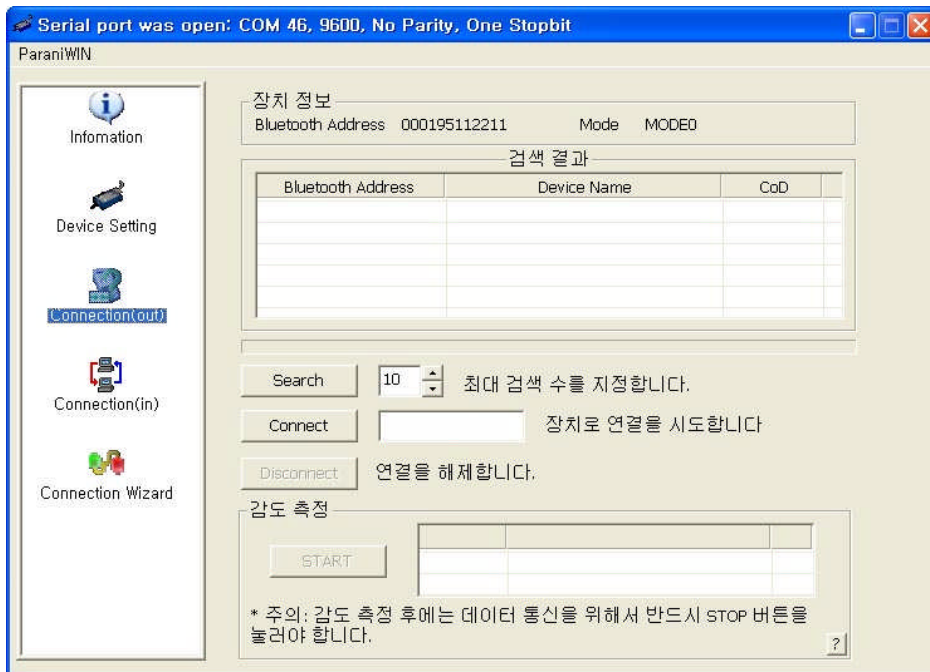 Serial port was open: COM 46, 9600, No Parity, One Stopbit
ParaniWIN
Infomation
Device Setting
Connection(out)
Connection(in)
Connection Wizard
장치 정보
Bluetooth Address 000195112211 Mode MODE0
검색 결과
Bluetooth Address Device Name CoD
Search 10 최대 검색 수를 지정합니다.
Connect 장치로 연결을 시도합니다
Disconnect 연결을 해제합니다.
감도 측정
START
* 주의: 감도 측정 후에는 데이터 통신을 위해서 반드시 STOP 버튼을
눌러야 합니다.
?